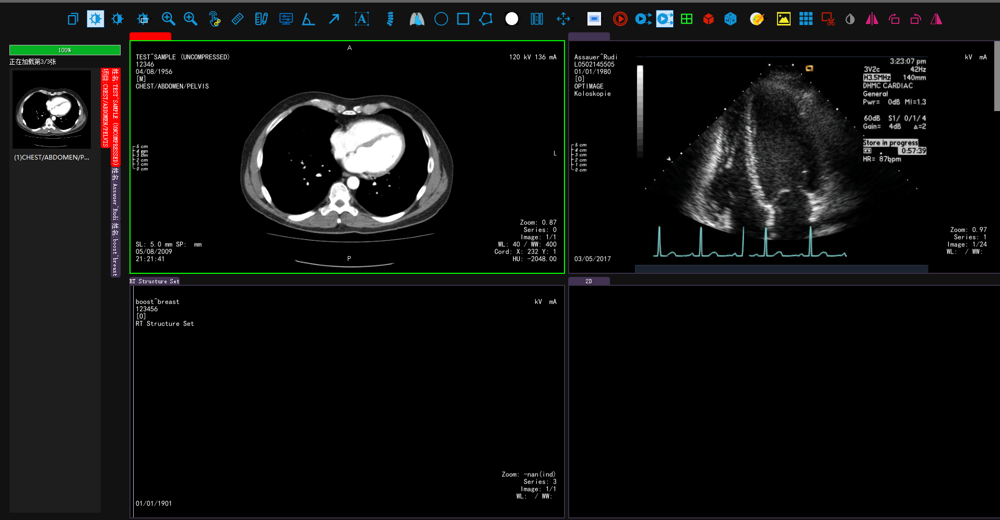 100%
正在加载第3/3张
(1)CHEST/ABDOMEN/P...
姓名:TEST^SAMPLE (UNCOMPRESSED)
项目:CHEST/ABDOMEN/PELVIS
姓名:Assauer^Rudi
姓名:boost^breast
A
TEST^SAMPLE (UNCOMPRESSED)
120 kV 136 mA
12346
04/08/1956
[M]
CHEST/ABDOMEN/PELVIS
5 cm
4 cm
3 cm
2 cm
1 cm
0 cm
R
L
Zoom: 0.87
Series: 0
Image: 1/1
SL: 5.0 mm SP: mm
WL: 40 / WW: 400
05/08/2009
Cord: X: 232 Y: 1
21:21:41
P
HU: -2048.00
Assauer^Rudi
kV mA
L0502145505
01/01/1980
[O]
OPTIMAGE
Koloskopie
3:23:07 pm
3V2c 42Hz
H3.5MHz 140mm
DHMC CARDIAC
General
Pwr= 0dB MI=1.3
60dB S1/ 0/1/4
Gain= 4dB Δ=2
Store in progress
0:57:39
HR= 87bpm
5 cm
4 cm
3 cm
2 cm
1 cm
0 cm
Zoom: 0.97
Series: 1
Image: 1/24
WL: / WW:
03/05/2017
RT Structure Set
boost^breast
kV mA
123456
[O]
RT Structure Set
Zoom: -nan(ind)
Series: 3
Image: 1/1
WL: / WW:
01/01/1901
2D